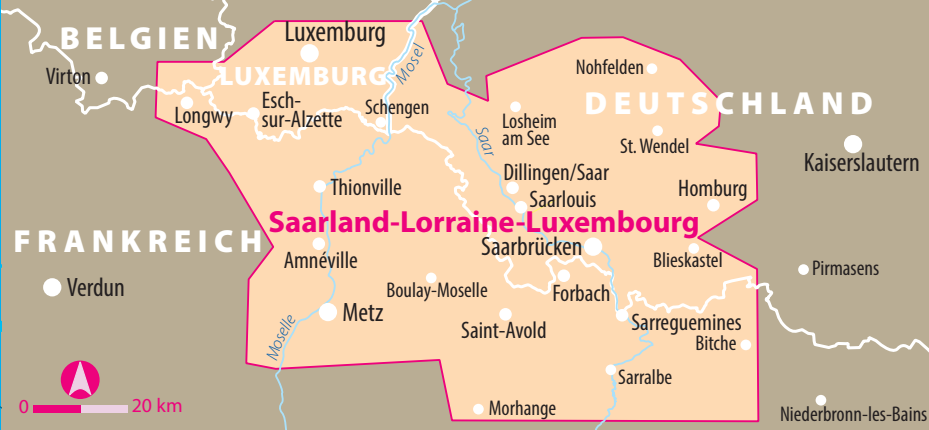 BELGIEN
Luxemburg
Mosel
Virton
LUXEMBURG
Nohfelden
Longwy
Esch-
sur-Alzette
Schengen
DEUTSCHLAND
Losheim
am See
Saar
St. Wendel
Kaiserslautern
Thionville
Dillingen/Saar
Saarlouis
Homburg
Saarland-Lorraine-Luxembourg
FRANKREICH
Amnéville
Saarbrücken
Blieskastel
Pirmasens
Verdun
Boulay-Moselle
Forbach
Metz
Saint-Avold
Sarreguemines
Moselle
Bitche
Sarralbe
0
20 km
Morhange
Niederbronn-les-Bains